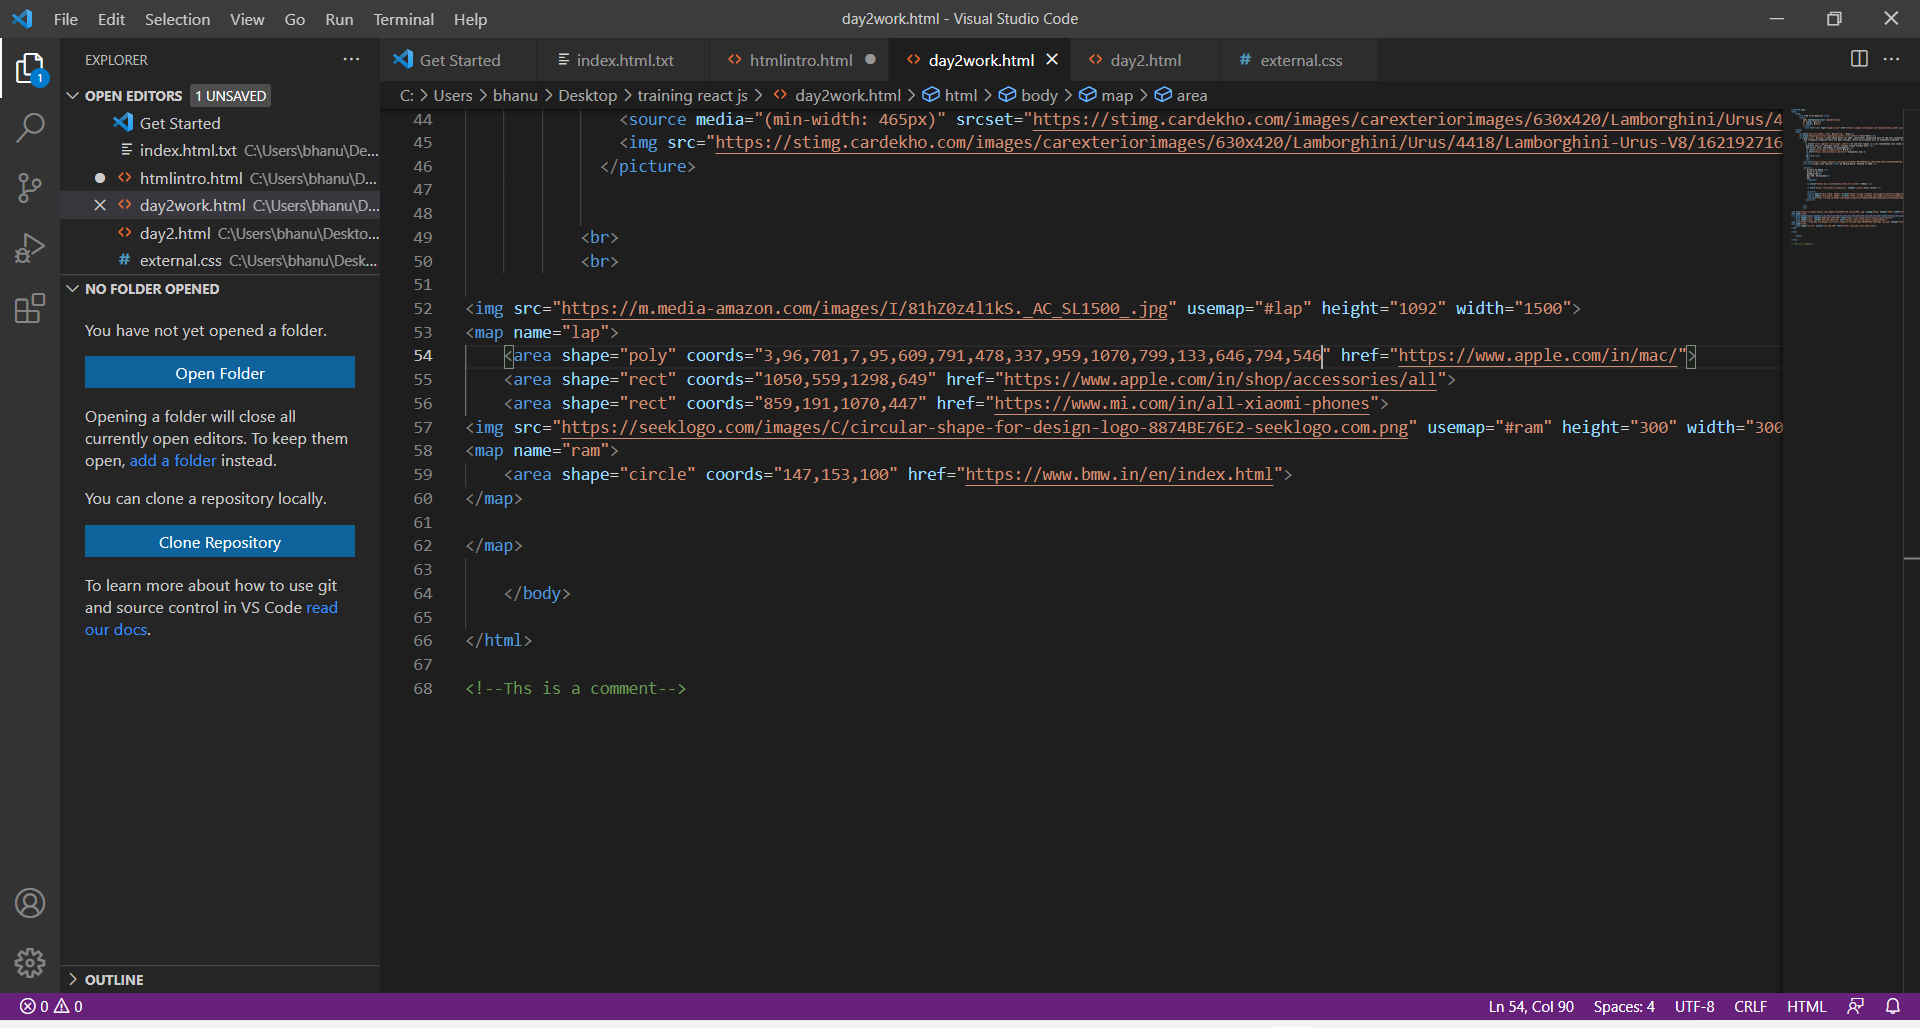 File Edit Selection View Go Run Terminal Help
day2work.html - Visual Studio Code
EXPLORER
OPEN EDITORS 1 UNSAVED
Get Started
index.html.txt C:\Users\bhanu\De...
htmlintro.html C:\Users\bhanu\D...
day2work.html C:\Users\bhanu\D...
day2.html C:\Users\bhanu\Deskto...
external.css C:\Users\bhanu\Desk...
NO FOLDER OPENED
You have not yet opened a folder.
Open Folder
Opening a folder will close all
currently open editors. To keep them
open, add a folder instead.
You can clone a repository locally.
Clone Repository
To learn more about how to use git
and source control in VS Code read
our docs.
OUTLINE
Get Started index.html.txt htmlintro.html day2work.html day2.html external.css
C: > Users > bhanu > Desktop > training react js > day2work.html > html > body > map > area
44 <source media="(min-width: 465px)" srcset="https://stimg.cardekho.com/images/carexteriorimages/630x420/Lamborghini/Urus/4
45 <img src="https://stimg.cardekho.com/images/carexteriorimages/630x420/Lamborghini/Urus/4418/Lamborghini-Urus-V8/162192716
46 </picture>
47
48
49 <br>
50 <br>
51
52 <img src="https://m.media-amazon.com/images/I/81hZ0z4l1kS._AC_SL1500_.jpg" usemap="#lap" height="1092" width="1500">
53 <map name="lap">
54 <area shape="poly" coords="3,96,701,7,95,609,791,478,337,959,1070,799,133,646,794,546" href="https://www.apple.com/in/mac/">
55 <area shape="rect" coords="1050,559,1298,649" href="https://www.apple.com/in/shop/accessories/all">
56 <area shape="rect" coords="859,191,1070,447" href="https://www.mi.com/in/all-xiaomi-phones">
57 <img src="https://seeklogo.com/images/C/circular-shape-for-design-logo-8874BE76E2-seeklogo.com.png" usemap="#ram" height="300" width="300
58 <map name="ram">
59 <area shape="circle" coords="147,153,100" href="https://www.bmw.in/en/index.html">
60 </map>
61
62 </map>
63
64 </body>
65
66 </html>
67
68 <!--Ths is a comment-->
0 0
Ln 54, Col 90 Spaces: 4 UTF-8 CRLF HTML